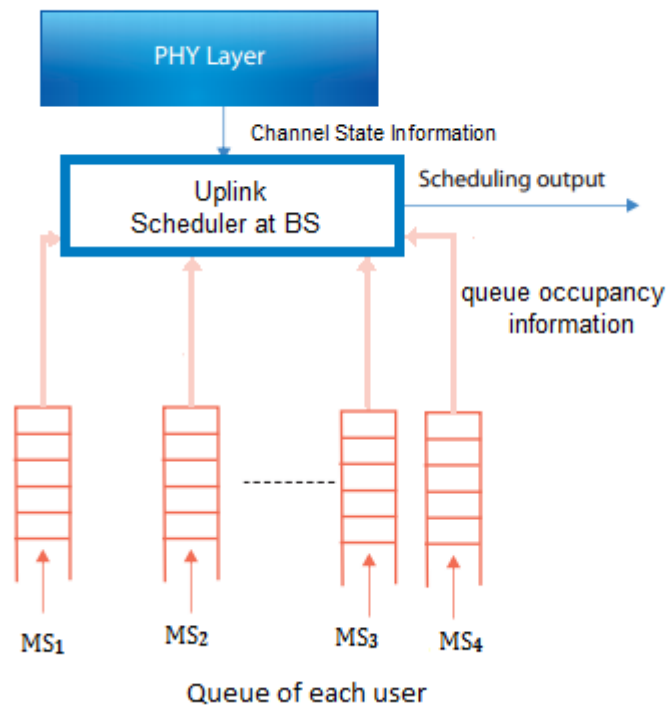 PHY Layer
Channel State Information
Uplink
Scheduler at BS
Scheduling output
queue occupancy
information
MS₁
MS₂
MS₃
MS₄
Queue of each user